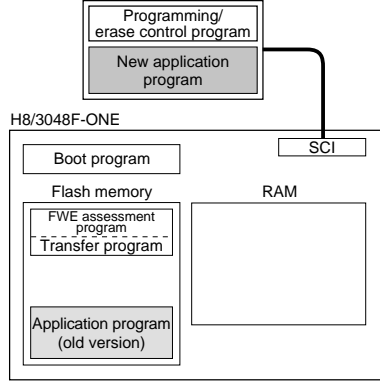 Programming/
erase control program
New application
program
H8/3048F-ONE
SCI
Boot program
Flash memory
RAM
FWE assessment
program
Transfer program
Application program
(old version)